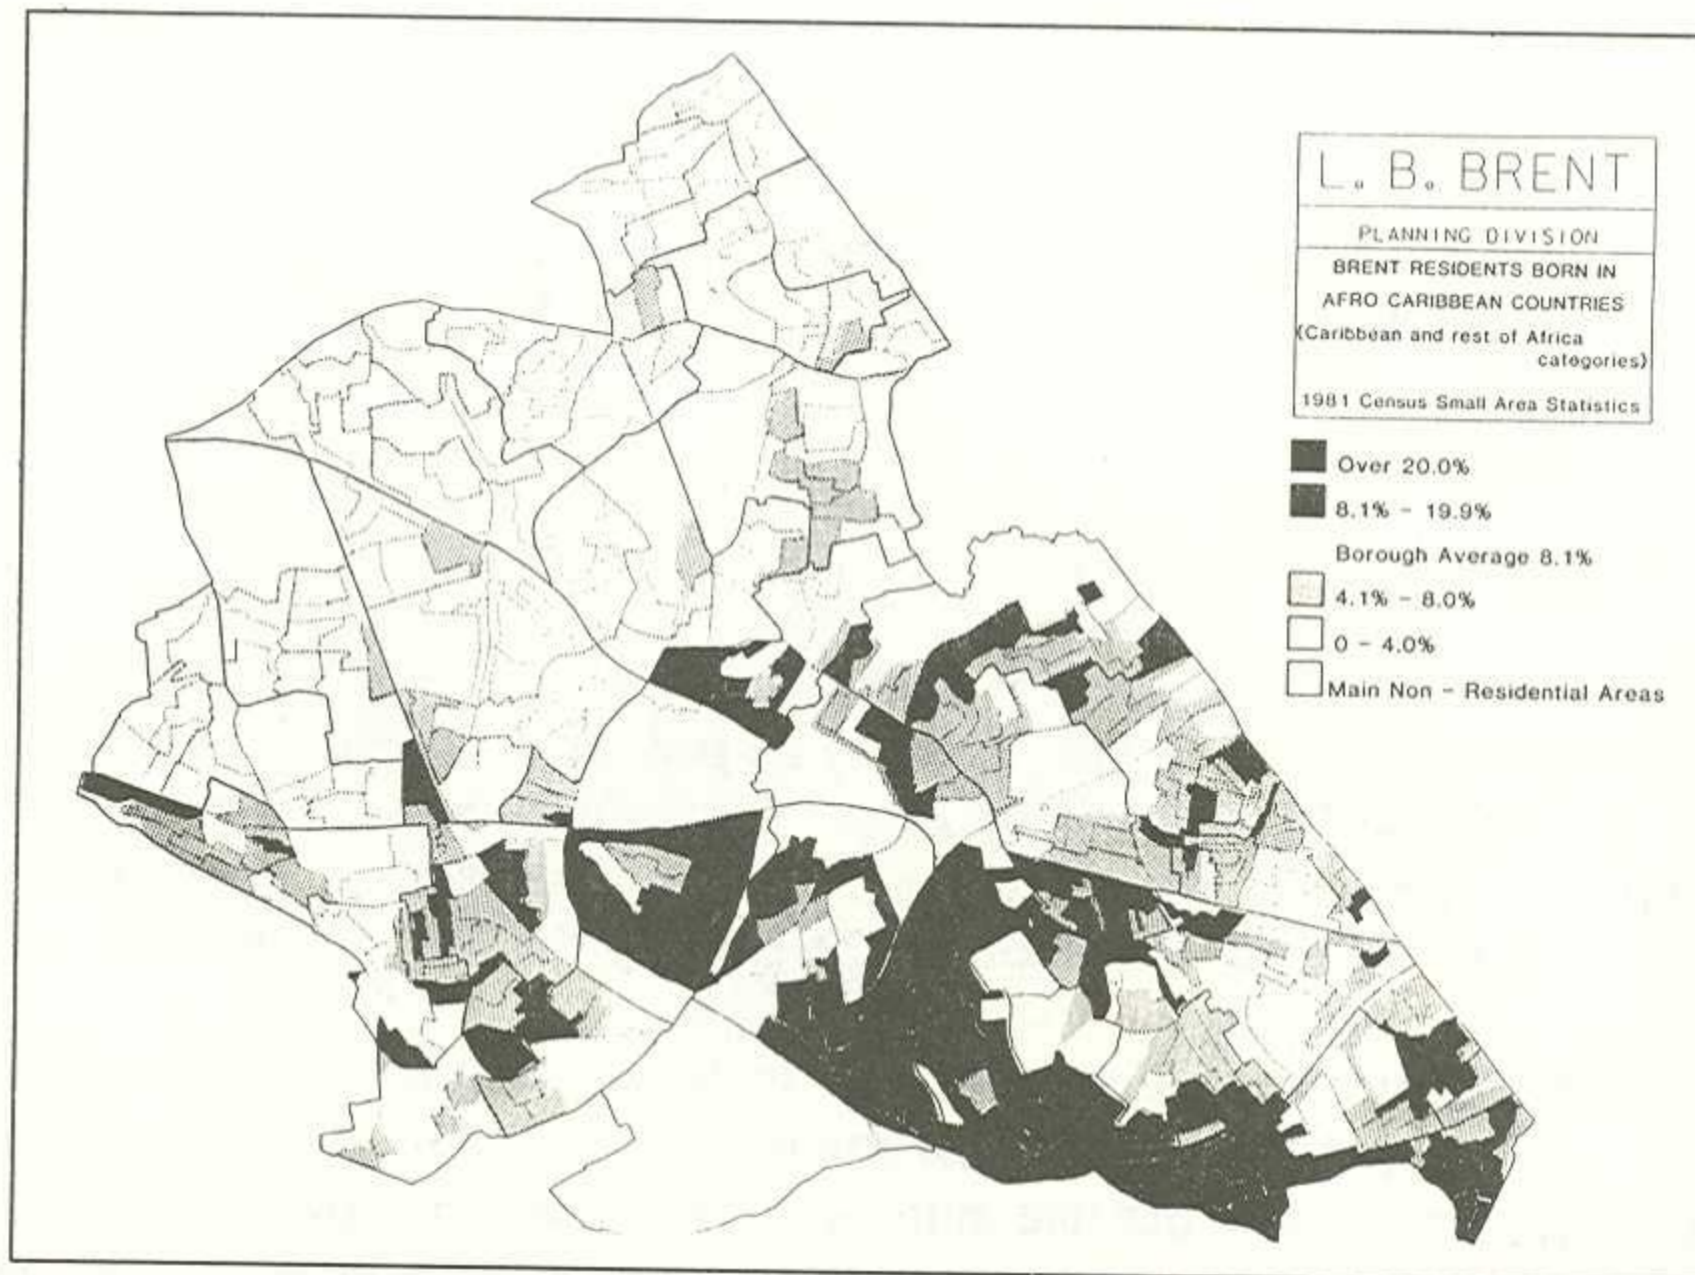 L. B. BRENT
PLANNING DIVISION
BRENT RESIDENTS BORN IN
AFRO CARIBBEAN COUNTRIES
(Caribbean and rest of Africa
categories)
1981 Census Small Area Statistics
Over 20.0%
8.1% - 19.9%
Borough Average 8.1%
4.1% - 8.0%
0 - 4.0%
Main Non - Residential Areas